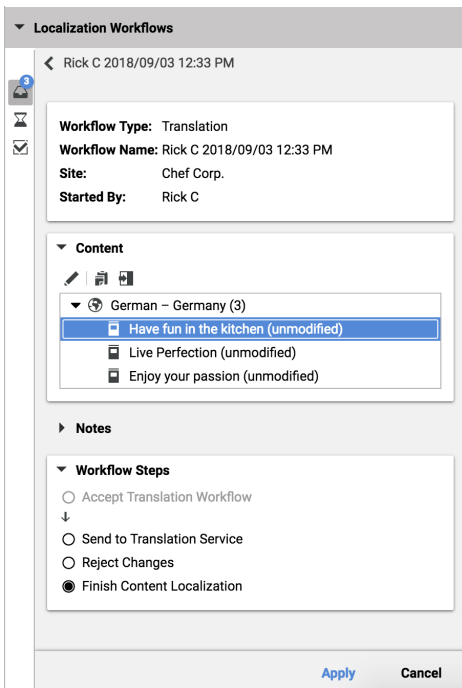 Localization Workflows
Rick C 2018/09/03 12:33 PM
3
Workflow Type: Translation
Workflow Name: Rick C 2018/09/03 12:33 PM
Site: Chef Corp.
Started By: Rick C
Content
German – Germany (3)
Have fun in the kitchen (unmodified)
Live Perfection (unmodified)
Enjoy your passion (unmodified)
Notes
Workflow Steps
Accept Translation Workflow
Send to Translation Service
Reject Changes
Finish Content Localization
Apply Cancel